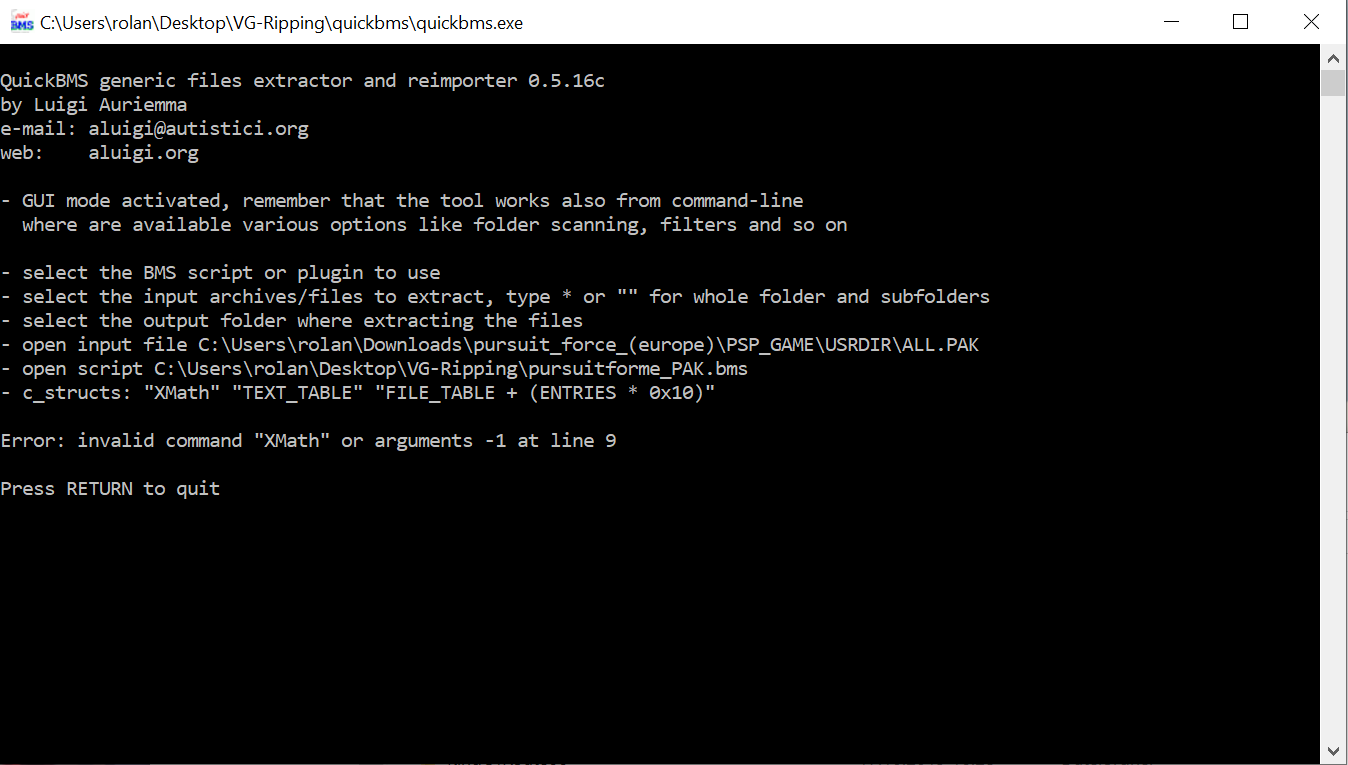 C:\Users\rolan\Desktop\VG-Ripping\quickbms\quickbms.exe
QuickBMS generic files extractor and reimporter 0.5.16c
by Luigi Auriemma
e-mail: aluigi@autistici.org
web:    aluigi.org
- GUI mode activated, remember that the tool works also from command-line
  where are available various options like folder scanning, filters and so on
- select the BMS script or plugin to use
- select the input archives/files to extract, type * or "" for whole folder and subfolders
- select the output folder where extracting the files
- open input file C:\Users\rolan\Downloads\pursuit_force_(europe)\PSP_GAME\USRDIR\ALL.PAK
- open script C:\Users\rolan\Desktop\VG-Ripping\pursuitforme_PAK.bms
- c_structs: "XMath" "TEXT_TABLE" "FILE_TABLE + (ENTRIES * 0x10)"
Error: invalid command "XMath" or arguments -1 at line 9
Press RETURN to quit